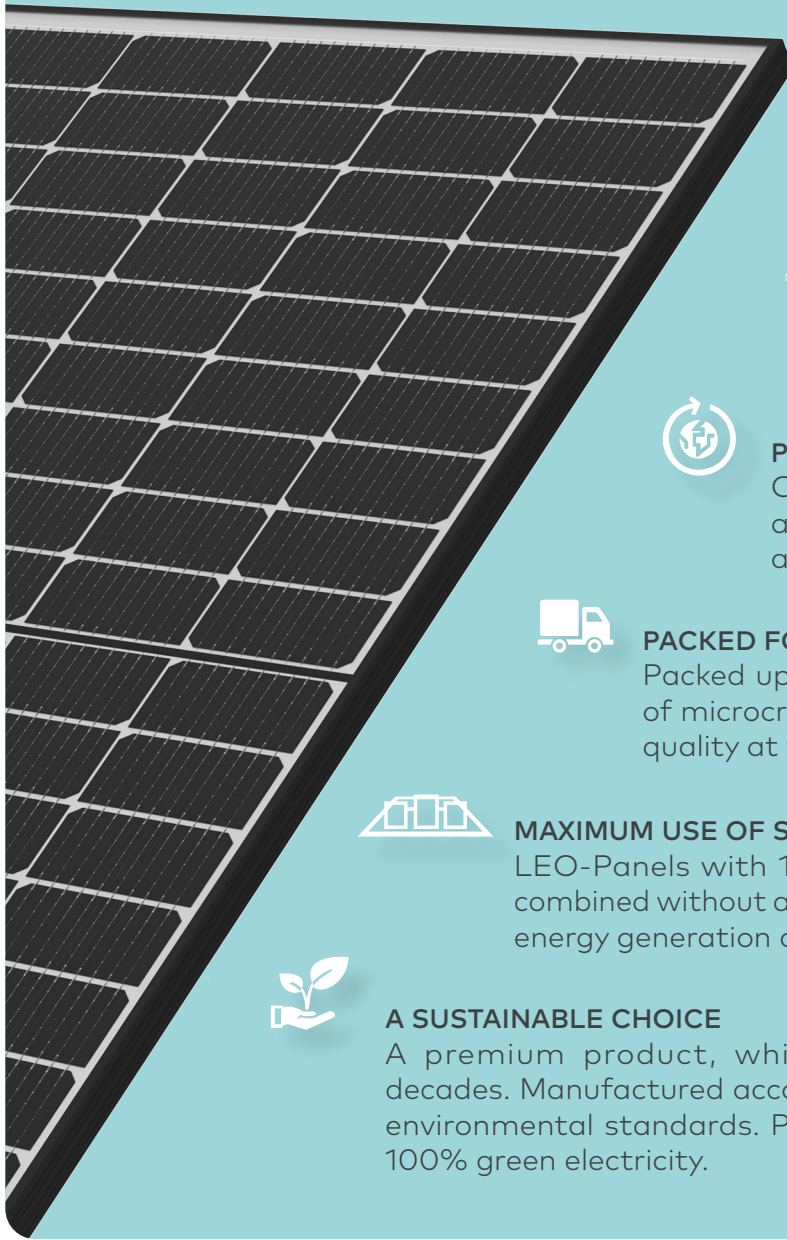 P
C
a
a
PACKED FO
Packed up
of microcr
quality at
MAXIMUM USE OF S
LEO-Panels with 1
combined without a
energy generation
A SUSTAINABLE CHOICE
A premium product, whi
decades. Manufactured acco
environmental standards. P
100% green electricity.